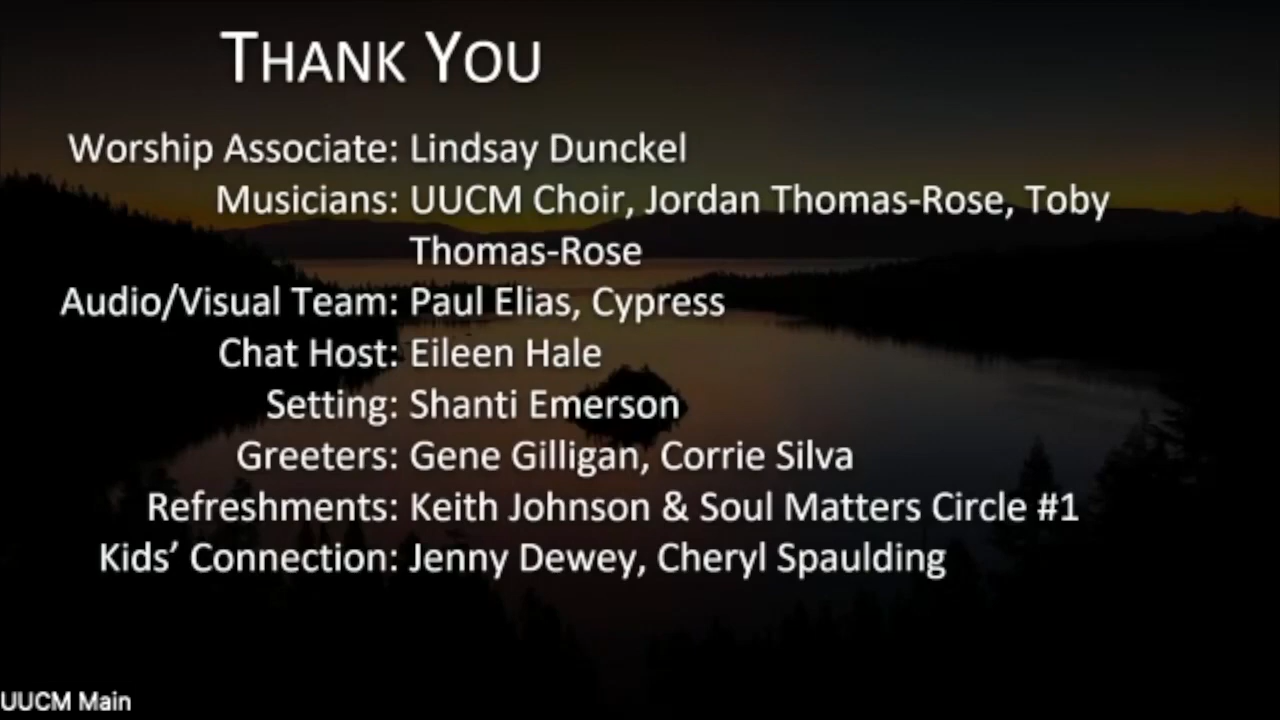 THANK YOU
Worship Associate: Lindsay Dunckel
Musicians: UUCM Choir, Jordan Thomas-Rose, Toby
Thomas-Rose
Audio/Visual Team: Paul Elias, Cypress
Chat Host: Eileen Hale
Setting: Shanti Emerson
Greeters: Gene Gilligan, Corrie Silva
Refreshments: Keith Johnson & Soul Matters Circle #1
Kids’ Connection: Jenny Dewey, Cheryl Spaulding
UUCM Main